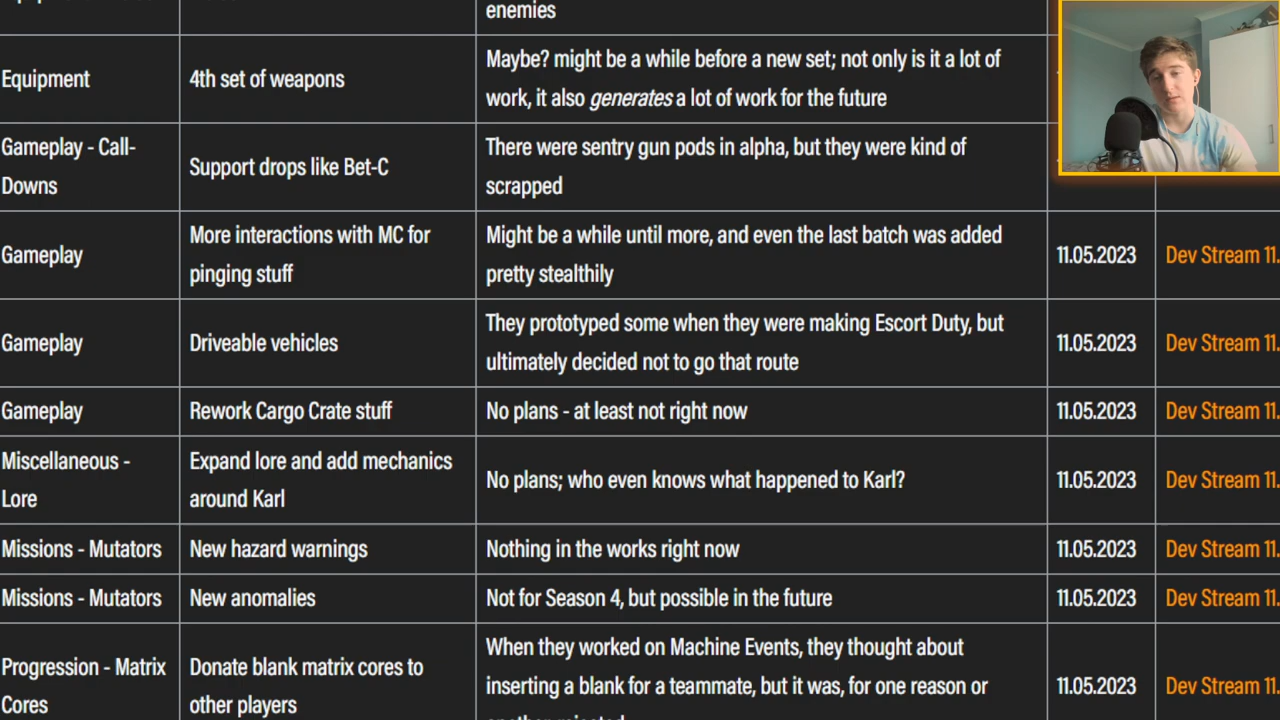 enemies
Equipment
4th set of weapons
Maybe? might be a while before a new set; not only is it a lot of
work, it also generates a lot of work for the future
Gameplay - Call-
Downs
Support drops like Bet-C
There were sentry gun pods in alpha, but they were kind of
scrapped
Gameplay
More interactions with MC for
pinging stuff
Might be a while until more, and even the last batch was added
pretty stealthily
11.05.2023
Dev Stream 11.
Gameplay
Driveable vehicles
They prototyped some when they were making Escort Duty, but
ultimately decided not to go that route
11.05.2023
Dev Stream 11.
Gameplay
Rework Cargo Crate stuff
No plans - at least not right now
11.05.2023
Dev Stream 11.
Miscellaneous -
Lore
Expand lore and add mechanics
around Karl
No plans; who even knows what happened to Karl?
11.05.2023
Dev Stream 11.
Missions - Mutators
New hazard warnings
Nothing in the works right now
11.05.2023
Dev Stream 11.
Missions - Mutators
New anomalies
Not for Season 4, but possible in the future
11.05.2023
Dev Stream 11.
Progression - Matrix
Cores
Donate blank matrix cores to
other players
When they worked on Machine Events, they thought about
inserting a blank for a teammate, but it was, for one reason or
11.05.2023
Dev Stream 11.